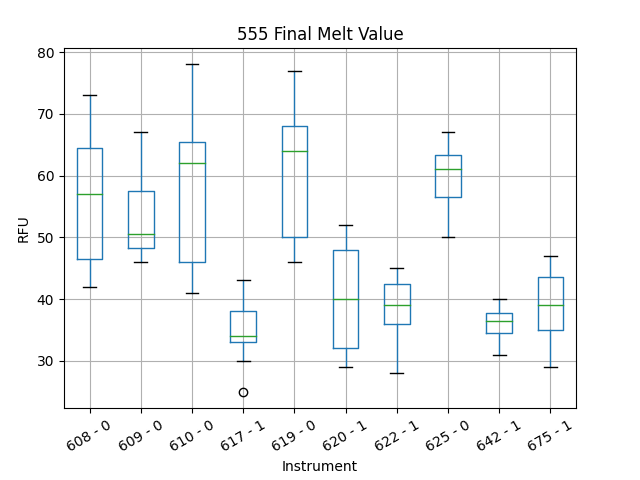 555 Final Melt Value
80
70
60
50
40
30
RFU
608 - 0
609 - 0
610 - 0
617 - 1
619 - 0
620 - 1
622 - 1
625 - 0
642 - 1
675 - 1
Instrument